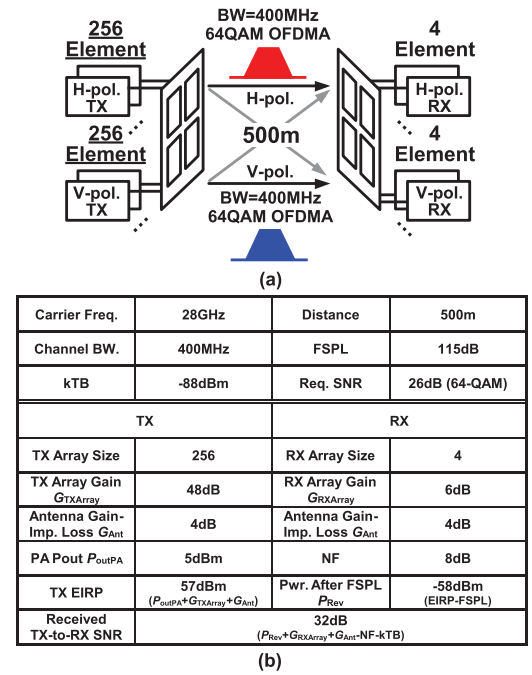 256
Element
H-pol.
TX
256
Element
V-pol.
TX
BW=400MHz
64QAM OFDMA
H-pol.
500m
V-pol.
BW=400MHz
64QAM OFDMA
4
Element
H-pol.
RX
4
Element
V-pol.
RX
(a)
Carrier Freq. 28GHz Distance 500m
Channel BW. 400MHz FSPL 115dB
kTB -88dBm Req. SNR 26dB (64-QAM)
TX RX
TX Array Size 256 RX Array Size 4
TX Array Gain
GTXArray 48dB RX Array Gain
GRXArray 6dB
Antenna Gain-
Imp. Loss GAnt 4dB Antenna Gain-
Imp. Loss GAnt 4dB
PA Pout PoutPA 5dBm NF 8dB
TX EIRP 57dBm
(PoutPA+GTXArray+GAnt) Pwr. After FSPL
PRev -58dBm
(EIRP-FSPL)
Received
TX-to-RX SNR 32dB
(PRev+GRXArray+GAnt-NF-kTB)
(b)